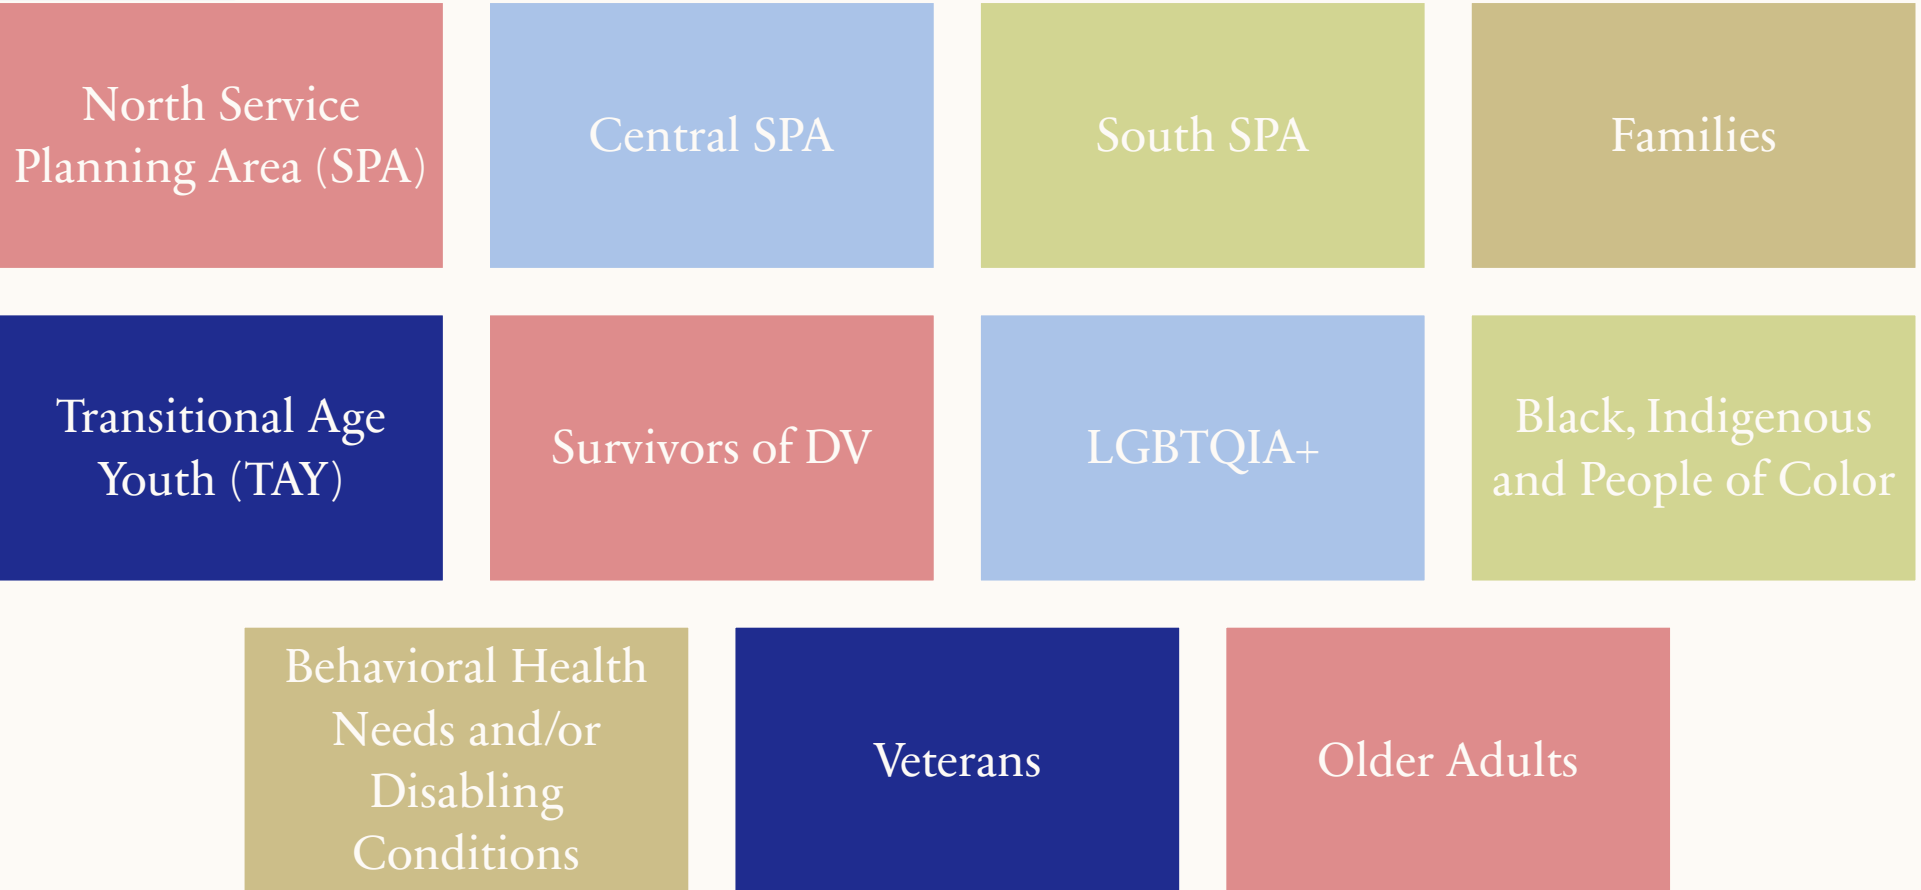 North Service
Planning Area (SPA)
Central SPA
South SPA
Families
Transitional Age
Youth (TAY)
Survivors of DV
LGBTQIA+
Black, Indigenous
and People of Color
Behavioral Health
Needs and/or
Disabling
Conditions
Veterans
Older Adults